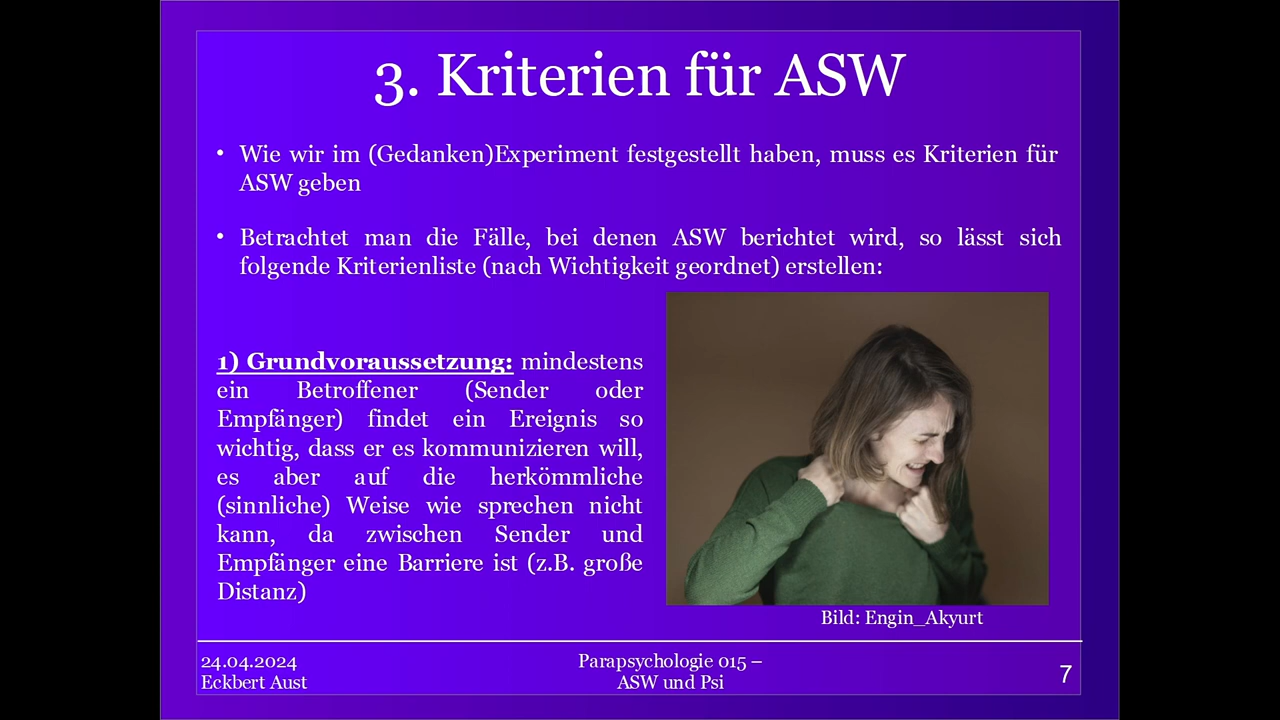 3. Kriterien für ASW
• Wie wir im (Gedanken)Experiment festgestellt haben, muss es Kriterien für
ASW geben
• Betrachtet man die Fälle, bei denen ASW berichtet wird, so lässt sich
folgende Kriterienliste (nach Wichtigkeit geordnet) erstellen:
1) Grundvoraussetzung: mindestens
ein Betroffener (Sender oder
Empfänger) findet ein Ereignis so
wichtig, dass er es kommunizieren will,
es aber auf die herkömmliche
(sinnliche) Weise wie sprechen nicht
kann, da zwischen Sender und
Empfänger eine Barriere ist (z.B. große
Distanz)
Bild: Engin_Akyurt
24.04.2024
Eckbert Aust
Parapsychologie 015 –
ASW und Psi
7